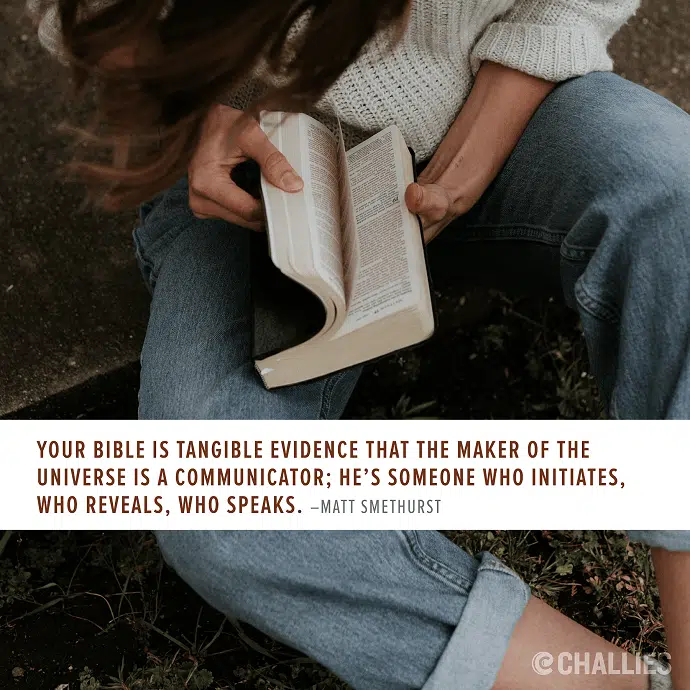 YOUR BIBLE IS TANGIBLE EVIDENCE THAT THE MAKER OF THE
UNIVERSE IS A COMMUNICATOR; HE'S SOMEONE WHO INITIATES,
WHO REVEALS, WHO SPEAKS. –MATT SMETHURST
CHALLIES